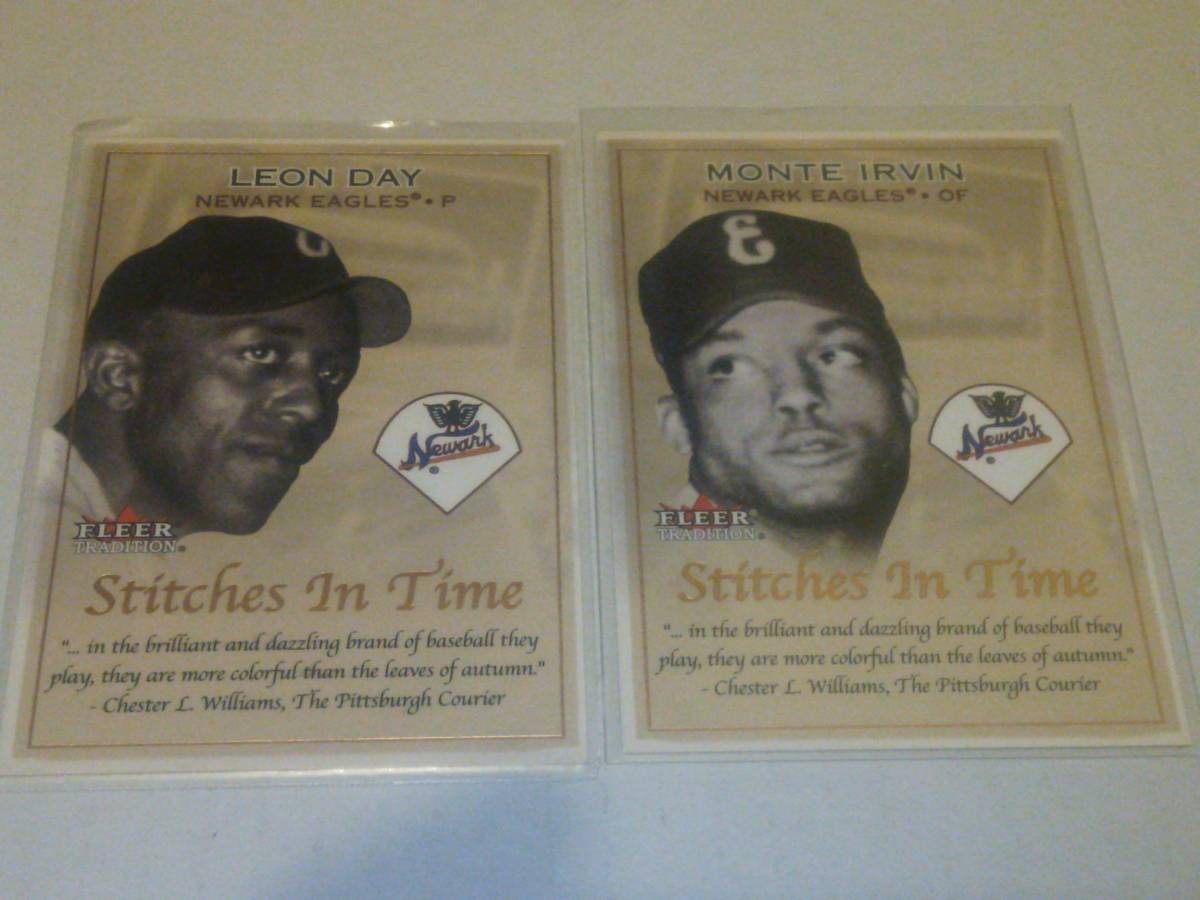 LEON DAY
NEWARK EAGLES® • P
Newark®
FLEER
TRADITION®
Stitches In Time
"... in the brilliant and dazzling brand of baseball they
play, they are more colorful than the leaves of autumn."
- Chester L. Williams, The Pittsburgh Courier
MONTE IRVIN
NEWARK EAGLES® • OF
E
Newark®
FLEER®
TRADITION®
Stitches In Time
"... in the brilliant and dazzling brand of baseball they
play, they are more colorful than the leaves of autumn."
- Chester L. Williams, The Pittsburgh Courier